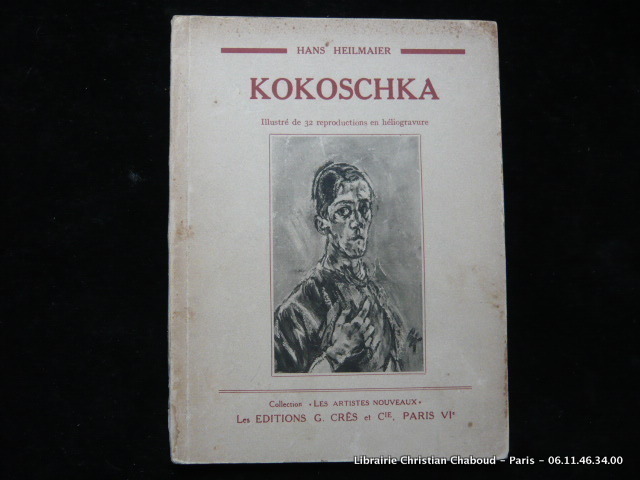 HANS HEILMAIER
KOKOSCHKA
Illustré de 32 reproductions en héliogravure
OK
Collection « LES ARTISTES NOUVEAUX »
Les EDITIONS G. CRÈS et CIE, PARIS VIe
Librairie Christian Chaboud - Paris - 06.11.46.34.00